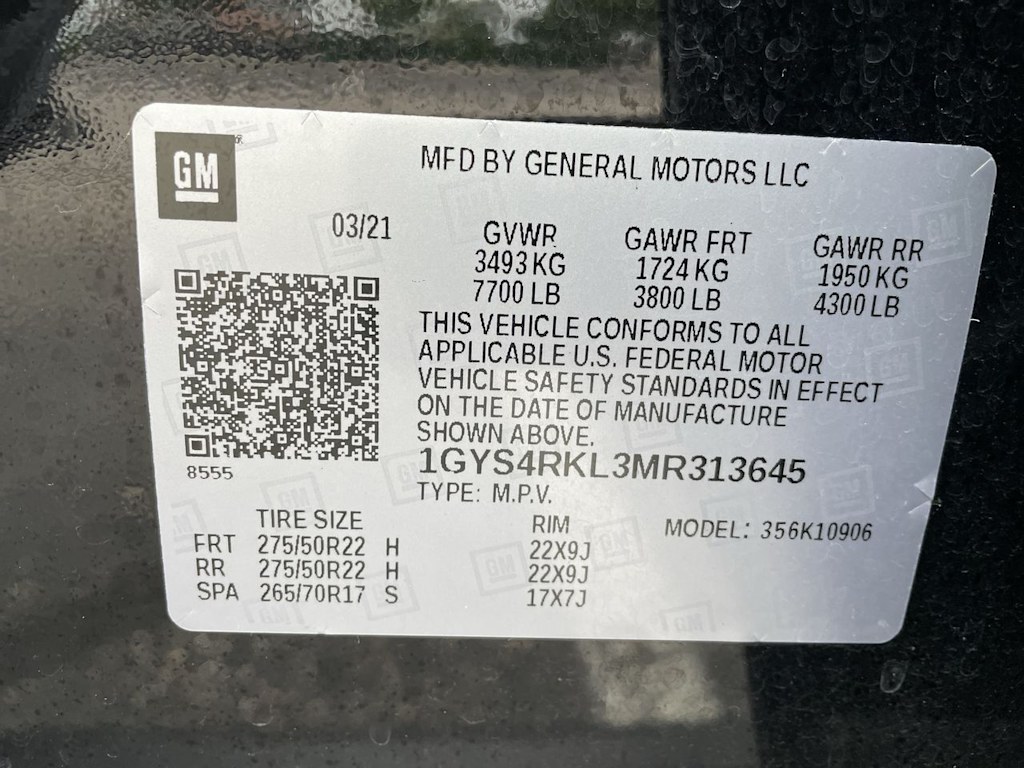 GM
MFD BY GENERAL MOTORS LLC
03/21
GVWR GAWR FRT GAWR RR
3493 KG 1724 KG 1950 KG
7700 LB 3800 LB 4300 LB
THIS VEHICLE CONFORMS TO ALL
APPLICABLE U.S. FEDERAL MOTOR
VEHICLE SAFETY STANDARDS IN EFFECT
ON THE DATE OF MANUFACTURE
SHOWN ABOVE.
8555
1GYS4RKL3MR313645
TYPE: M.P.V.
TIRE SIZE RIM MODEL: 356K10906
FRT 275/50R22 H 22X9J
RR 275/50R22 H 22X9J
SPA 265/70R17 S 17X7J